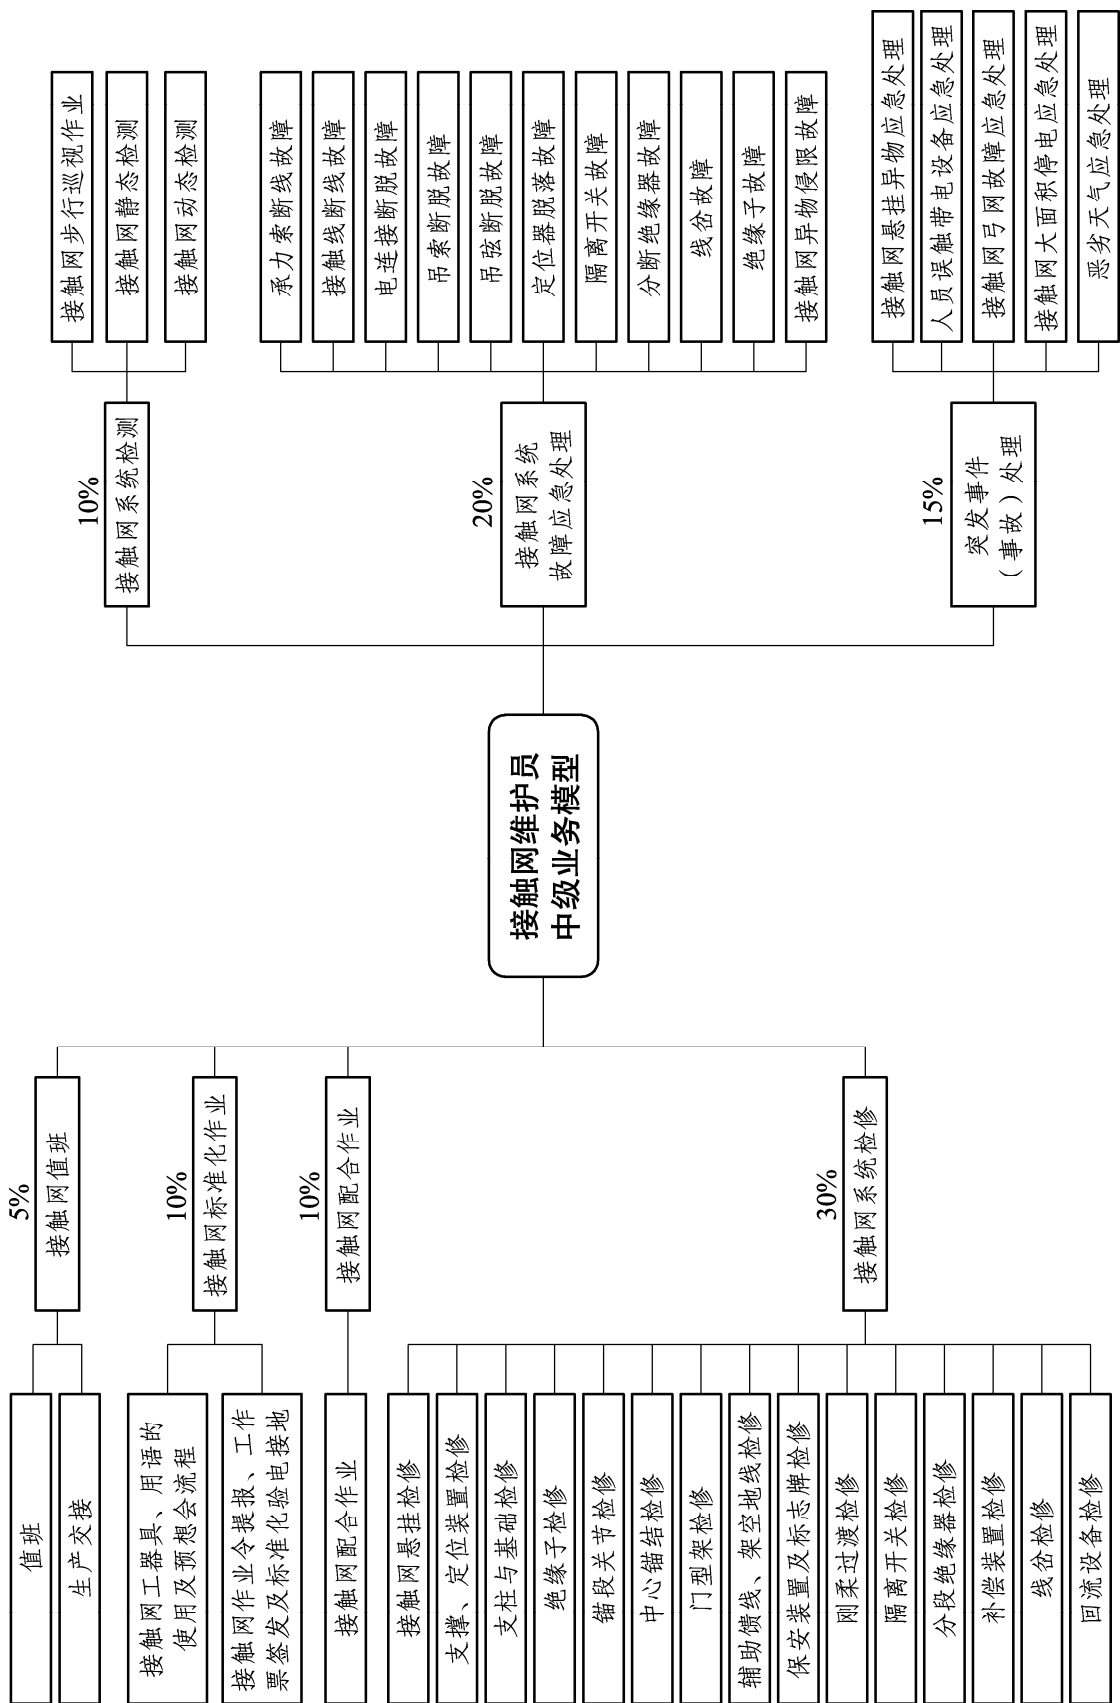 5%
接触网值班
值班
生产交接
10%
接触网标准化作业
接触网工器具、用语的
使用及预想会流程
接触网作业令提报、工作
票签发及标准化验电接地
10%
接触网配合作业
接触网配合作业
30%
接触网系统检修
接触网悬挂检修
支撑、定位装置检修
支柱与基础检修
绝缘子检修
锚段关节检修
中心锚结检修
门型架检修
辅助馈线、架空地线检修
保安装置及标志牌检修
刚柔过渡检修
隔离开关检修
分段绝缘器检修
补偿装置检修
线岔检修
回流设备检修
接触网维护员
中级业务模型
10%
接触网系统检测
接触网步行巡视作业
接触网静态检测
接触网动态检测
20%
接触网系统
故障应急处理
承力索断线故障
接触线断线故障
电连接断脱故障
吊索断脱故障
吊弦断脱故障
定位器脱落故障
隔离开关故障
分断绝缘器故障
线岔故障
绝缘子故障
接触网异物侵限故障
15%
突发事件
（事故）处理
接触网悬挂异物应急处理
人员误触带电设备应急处理
接触网弓网故障应急处理
接触网大面积停电应急处理
恶劣天气应急处理